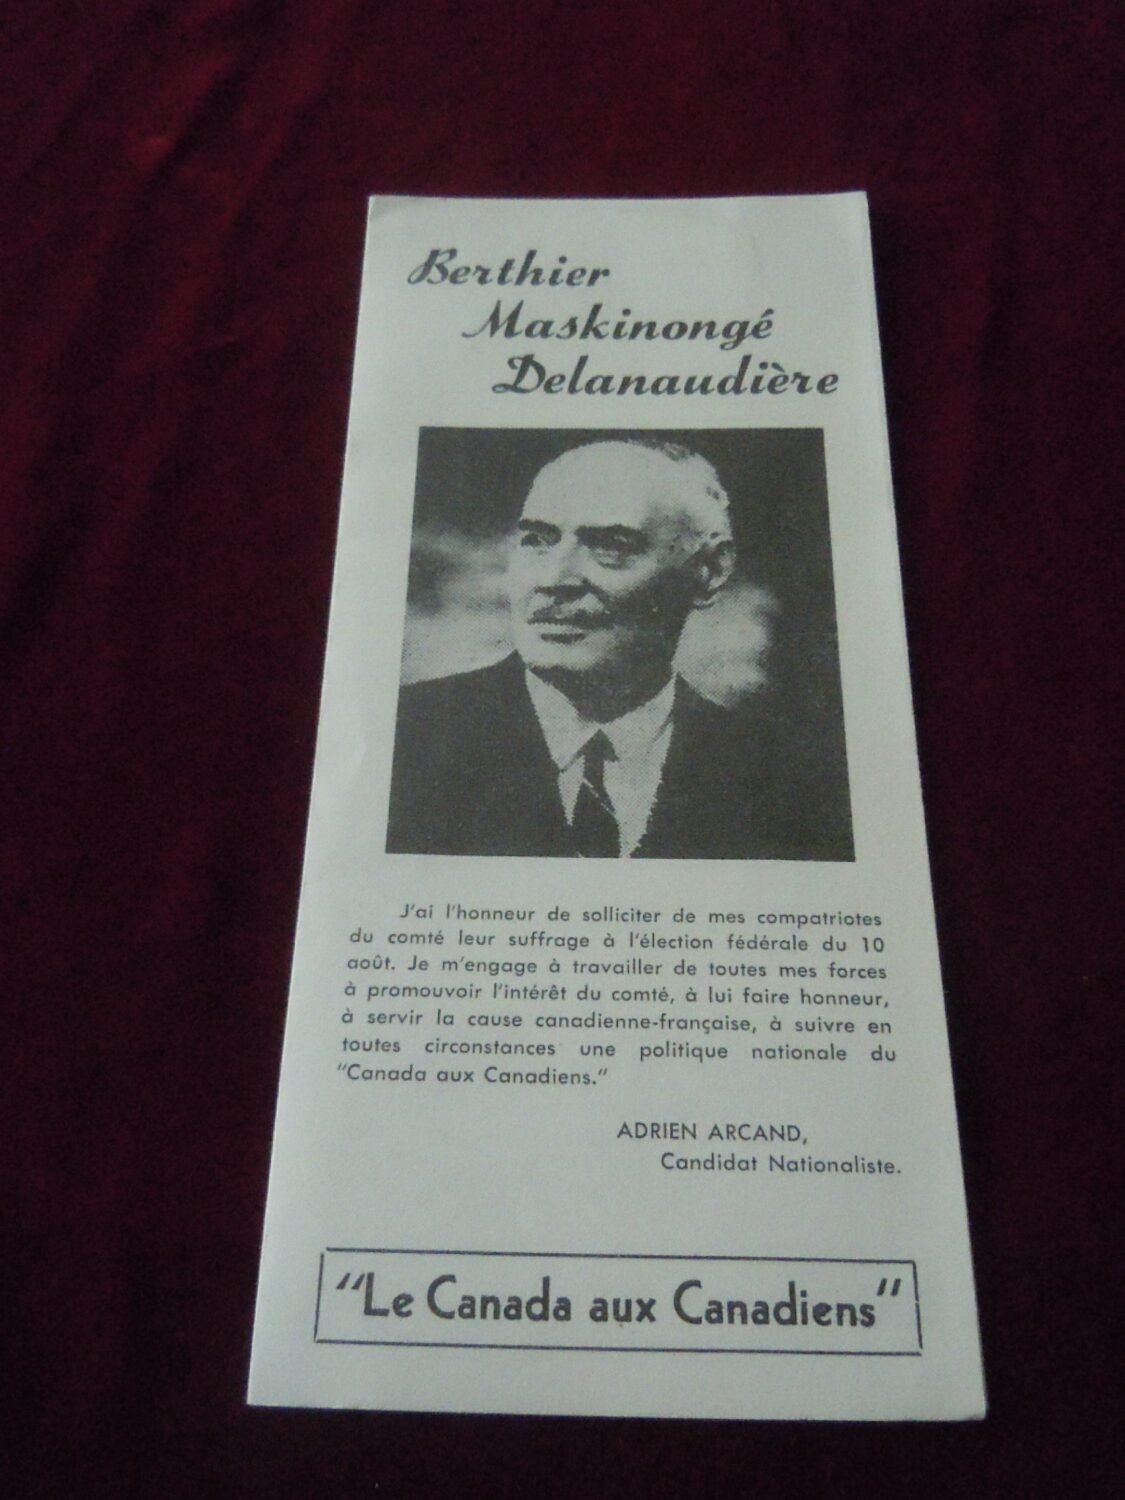 Berthier
Maskinongé
Delanaudière
J'ai l'honneur de solliciter de mes compatriotes
du comté leur suffrage à l'élection fédérale du 10
août. Je m'engage à travailler de toutes mes forces
à promouvoir l'intérêt du comté, à lui faire honneur,
à servir la cause canadienne-française, à suivre en
toutes circonstances une politique nationale du
"Canada aux Canadiens."
ADRIEN ARCAND,
Candidat Nationaliste.
"Le Canada aux Canadiens"